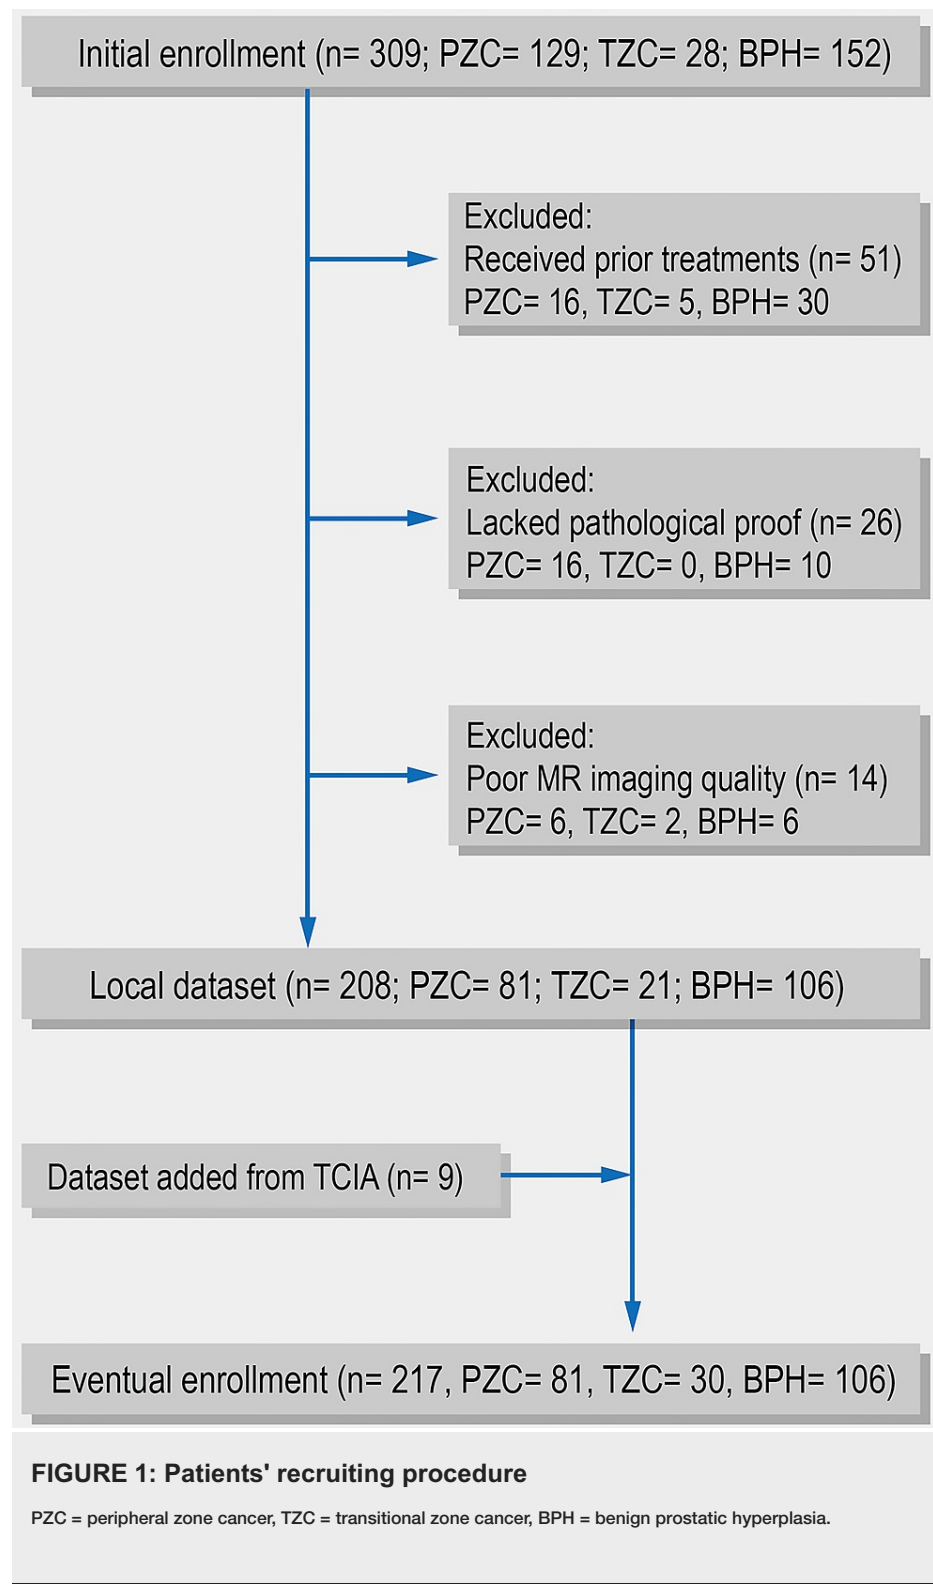 Initial enrollment (n= 309; PZC= 129; TZC= 28; BPH= 152)
Excluded:
Received prior treatments (n= 51)
PZC= 16, TZC= 5, BPH= 30
Excluded:
Lacked pathological proof (n= 26)
PZC= 16, TZC= 0, BPH= 10
Excluded:
Poor MR imaging quality (n= 14)
PZC= 6, TZC= 2, BPH= 6
Local dataset (n= 208; PZC= 81; TZC= 21; BPH= 106)
Dataset added from TCIA (n= 9)
Eventual enrollment (n= 217, PZC= 81, TZC= 30, BPH= 106)
FIGURE 1: Patients' recruiting procedure
PZC = peripheral zone cancer, TZC = transitional zone cancer, BPH = benign prostatic hyperplasia.